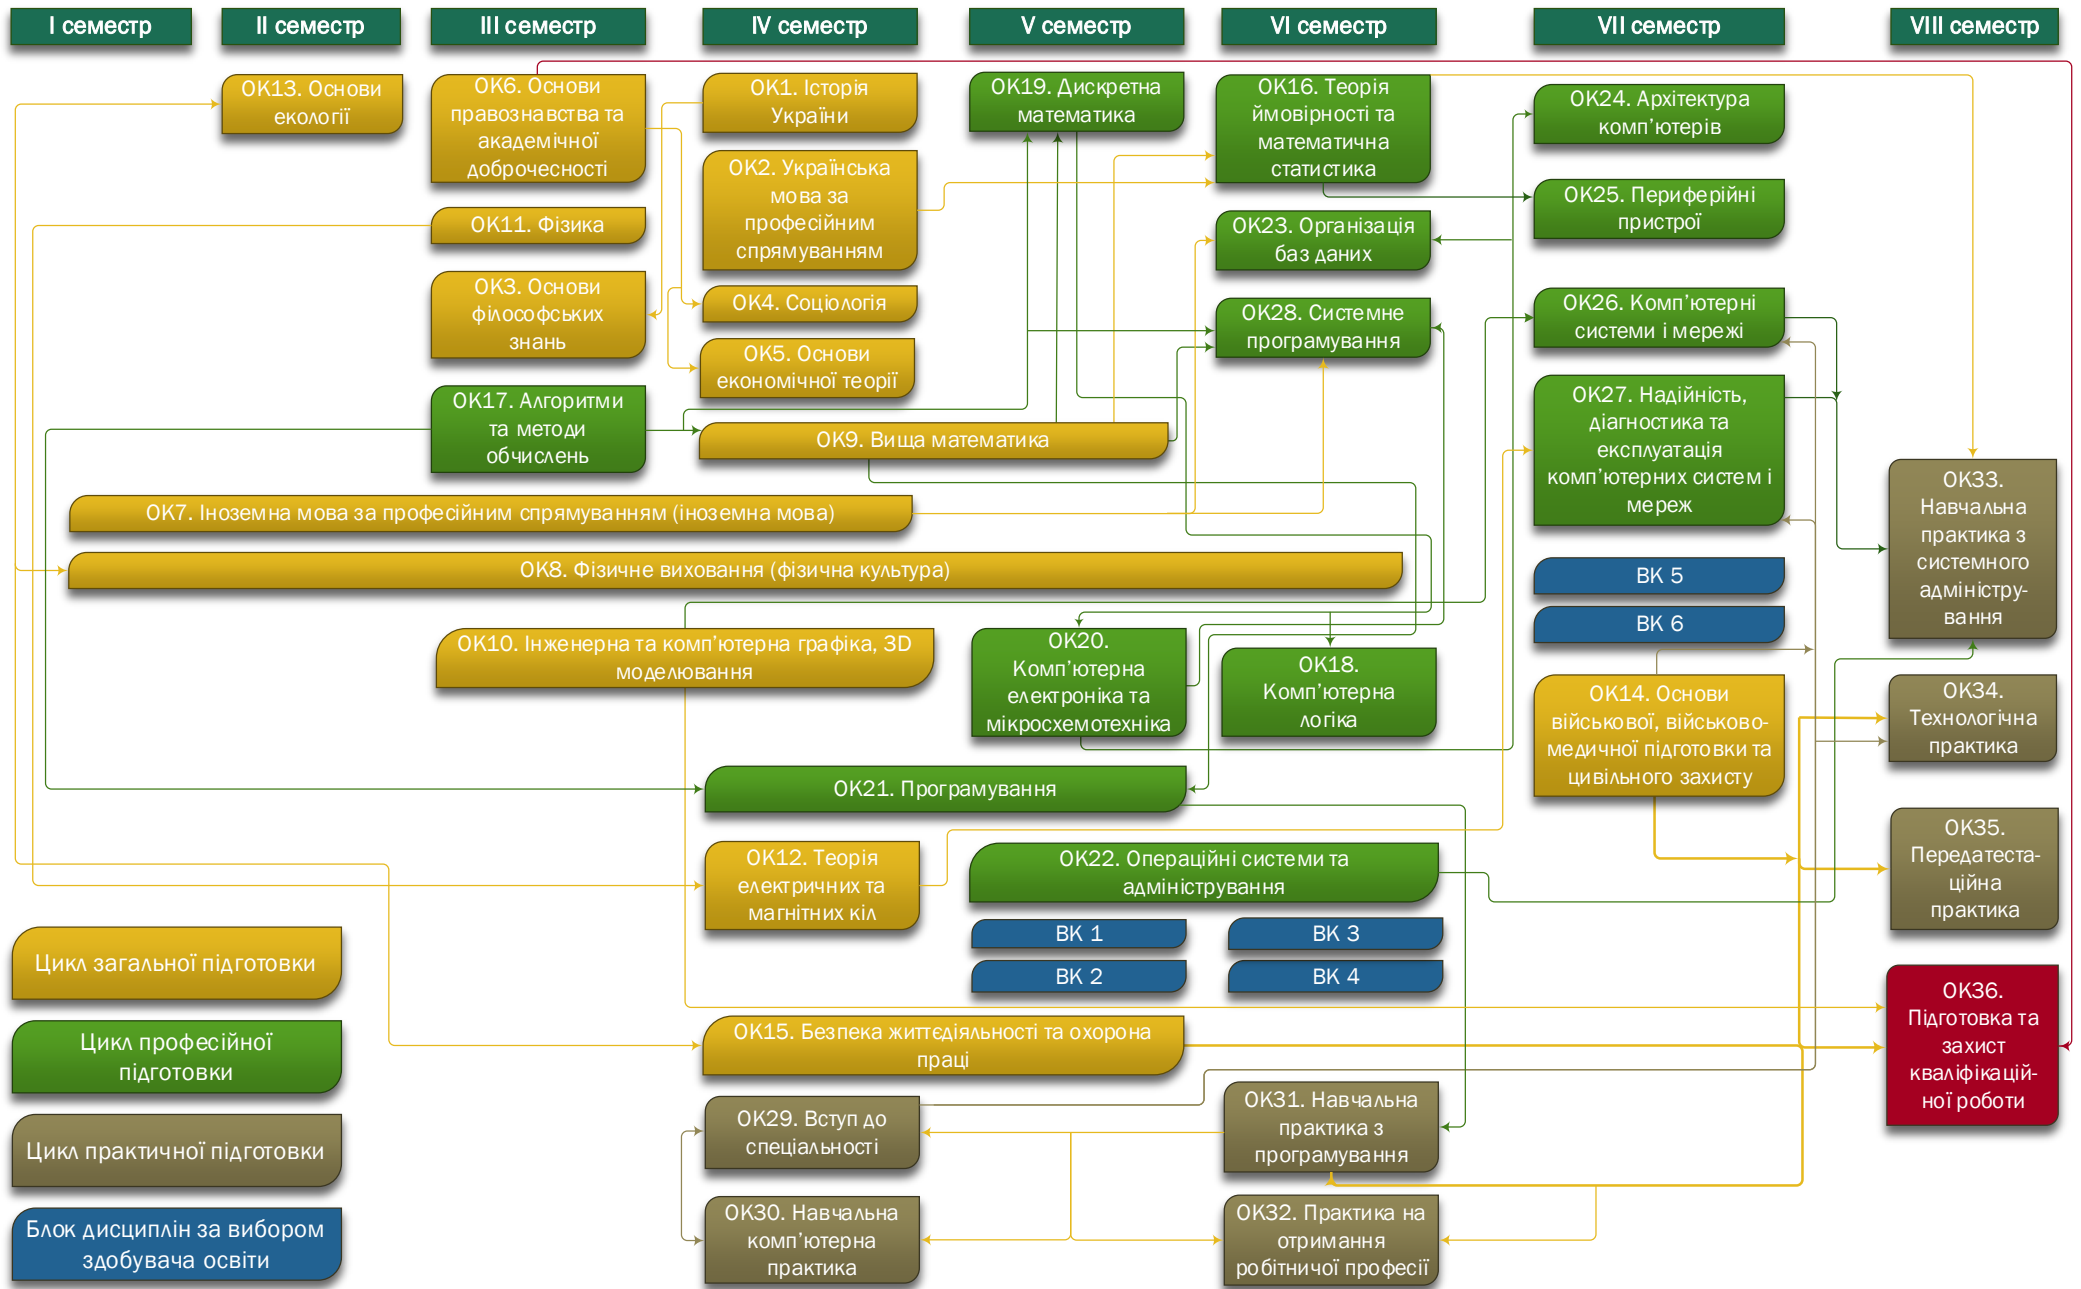 І семестр
ІІ семестр
ІІІ семестр
IV семестр
V семестр
VI семестр
VII семестр
VIII семестр
ОК13. Основи
екології
ОК6. Основи
правознавства та
академічної
доброчесності
ОК11. Фізика
ОК3. Основи
філософських
знань
ОК17. Алгоритми
та методи
обчислень
ОК1. Історія
України
ОК2. Українська
мова за
професійним
спрямуванням
ОК4. Соціологія
ОК5. Основи
економічної теорії
ОК9. Вища математика
ОК19. Дискретна
математика
ОК16. Теорія
ймовірності та
математична
статистика
ОК23. Організація
баз даних
ОК28. Системне
програмування
ОК24. Архітектура
комп’ютерів
ОК25. Периферійні
пристрої
ОК26. Комп’ютерні
системи і мережі
ОК27. Надійність,
діагностика та
експлуатація
комп’ютерних систем і
мереж
ОК33.
Навчальна
практика з
системного
адміністру-
вання
ОК7. Іноземна мова за професійним спрямуванням (іноземна мова)
ОК8. Фізичне виховання (фізична культура)
ВК 5
ВК 6
ОК10. Інженерна та комп’ютерна графіка, 3D
моделювання
ОК20.
Комп’ютерна
електроніка та
мікросхемотехніка
ОК18.
Комп’ютерна
логіка
ОК14. Основи
військової, військово-
медичної підготовки та
цивільного захисту
ОК34.
Технологічна
практика
ОК21. Програмування
ОК12. Теорія
електричних та
магнітних кіл
ОК22. Операційні системи та
адміністрування
ОК35.
Передатеста-
ційна
практика
ВК 1
ВК 3
ВК 2
ВК 4
ОК15. Безпека життєдіяльності та охорона
праці
ОК36.
Підготовка та
захист
кваліфікацій-
ної роботи
ОК29. Вступ до
спеціальності
ОК31. Навчальна
практика з
програмування
ОК30. Навчальна
комп’ютерна
практика
ОК32. Практика на
отримання
робітничої професії
Цикл загальної підготовки
Цикл професійної
підготовки
Цикл практичної підготовки
Блок дисциплін за вибором
здобувача освіти